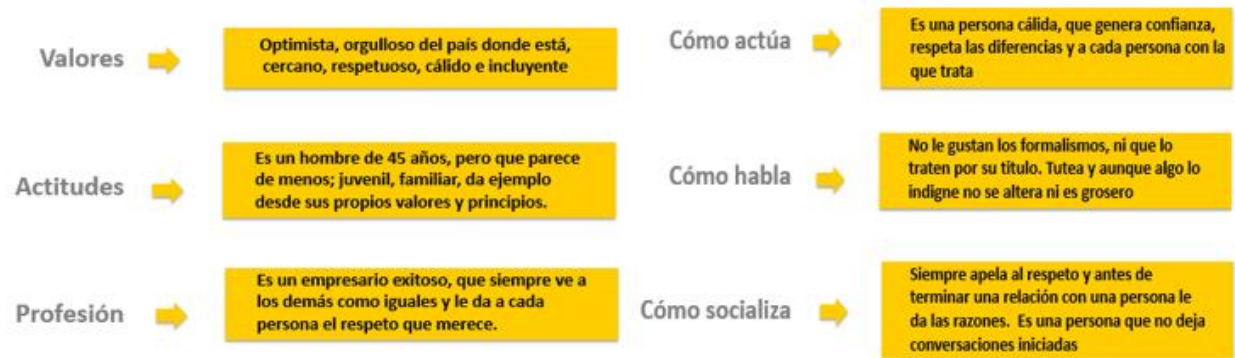 Valores
Optimista, orgulloso del país donde está,
cercano, respetuoso, cálido e incluyente
Cómo actúa
Es una persona cálida, que genera confianza,
respeta las diferencias y a cada persona con la
que trata
Actitudes
Es un hombre de 45 años, pero que parece
de menos; juvenil, familiar, da ejemplo
desde sus propios valores y principios.
Cómo habla
No le gustan los formalismos, ni que lo
traten por su titulo. Tutea y aunque algo lo
indigne no se altera ni es grosero
Profesión
Es un empresario exitoso, que siempre ve a
los demás como iguales y le da a cada
persona el respeto que merece.
Cómo socializa
Siempre apela al respeto y antes de
terminar una relación con una persona le
da las razones. Es una persona que no deja
conversaciones iniciadas